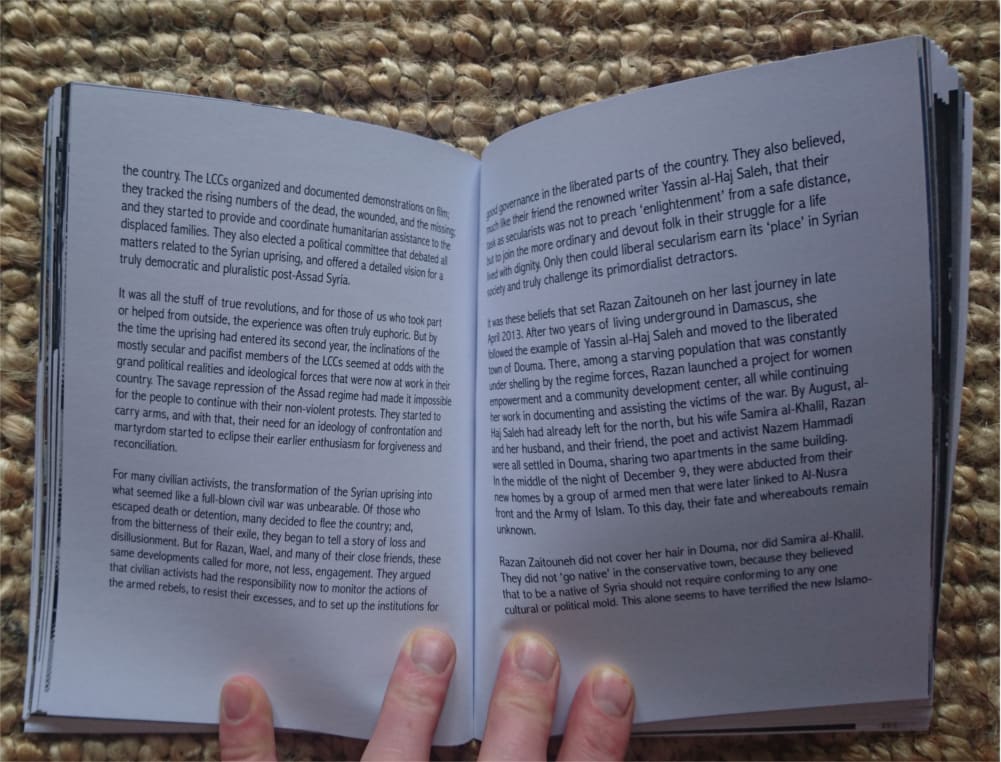 the country. The LCCs organized and documented demonstrations on film;
they tracked the rising numbers of the dead, the wounded, and the missing;
and they started to provide and coordinate humanitarian assistance to the
displaced families. They also elected a political committee that debated all
matters related to the Syrian uprising, and offered a detailed vision for a
truly democratic and pluralistic post-Assad Syria.
It was all the stuff of true revolutions, and for those of us who took part
or helped from outside, the experience was often truly euphoric. But by
the time the uprising had entered its second year, the inclinations of the
mostly secular and pacifist members of the LCCs seemed at odds with the
grand political realities and ideological forces that were now at work in their
country. The savage repression of the Assad regime had made it impossible
for the people to continue with their non-violent protests. They started to
carry arms, and with that, their need for an ideology of confrontation and
martyrdom started to eclipse their earlier enthusiasm for forgiveness and
reconciliation.
For many civilian activists, the transformation of the Syrian uprising into
what seemed like a full-blown civil war was unbearable. Of those who
escaped death or detention, many decided to flee the country; and,
from the bitterness of their exile, they began to tell a story of loss and
disillusionment. But for Razan, Wael, and many of their close friends, these
same developments called for more, not less, engagement. They argued
that civilian activists had the responsibility now to monitor the actions of
the armed rebels, to resist their excesses, and to set up the institutions for
good governance in the liberated parts of the country. They also believed,
much like their friend the renowned writer Yassin al-Haj Saleh, that their
task as secularists was not to preach ‘enlightenment’ from a safe distance,
but to join the more ordinary and devout folk in their struggle for a life
lived with dignity. Only then could liberal secularism earn its ‘place’ in Syrian
society and truly challenge its primordialist detractors.
It was these beliefs that set Razan Zaitouneh on her last journey in late
April 2013. After two years of living underground in Damascus, she
followed the example of Yassin al-Haj Saleh and moved to the liberated
town of Douma. There, among a starving population that was constantly
under shelling by the regime forces, Razan launched a project for women
empowerment and a community development center, all while continuing
her work in documenting and assisting the victims of the war. By August, al-
Haj Saleh had already left for the north, but his wife Samira al-Khalil, Razan
and her husband, and their friend, the poet and activist Nazem Hammadi
were all settled in Douma, sharing two apartments in the same building.
In the middle of the night of December 9, they were abducted from their
new homes by a group of armed men that were later linked to Al-Nusra
front and the Army of Islam. To this day, their fate and whereabouts remain
unknown.
Razan Zaitouneh did not cover her hair in Douma, nor did Samira al-Khalil.
They did not ‘go native’ in the conservative town, because they believed
that to be a native of Syria should not require conforming to any one
cultural or political mold. This alone seems to have terrified the new Islamo-